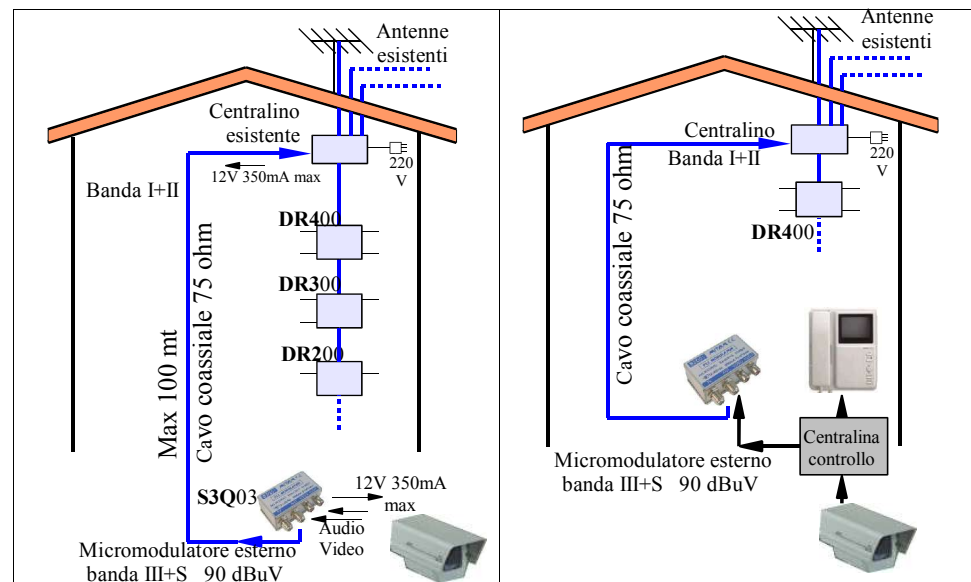 Antenne
esistenti
Centralino
esistente
220
V
12V 350mA max
Banda I+II
DR400
DR300
DR200
Max 100 mt
Cavo coassiale 75 ohm
S3Q03
12V 350mA
max
Audio
Video
Micromodulatore esterno
banda III+S 90 dBuV
Antenne
esistenti
Centralino
Banda I+II
220
V
DR400
Cavo coassiale 75 ohm
Centralina
controllo
Micromodulatore esterno
banda III+S 90 dBuV